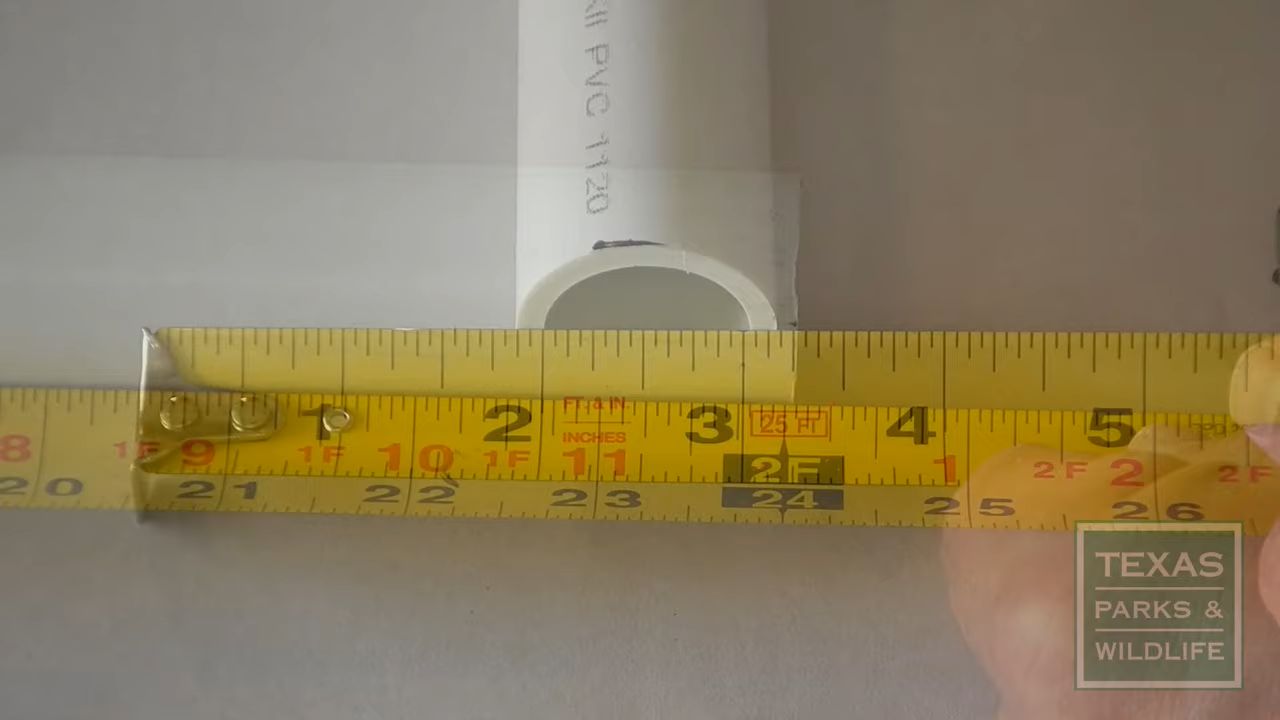 PVC 1120
FT. & IN.
INCHES
1 2 3 4 5
25 FT
8 1F 9 1F 10 1F 11 2F 1 2F 2 2F
20 21 22 23 24 25 26
TEXAS
PARKS &
WILDLIFE